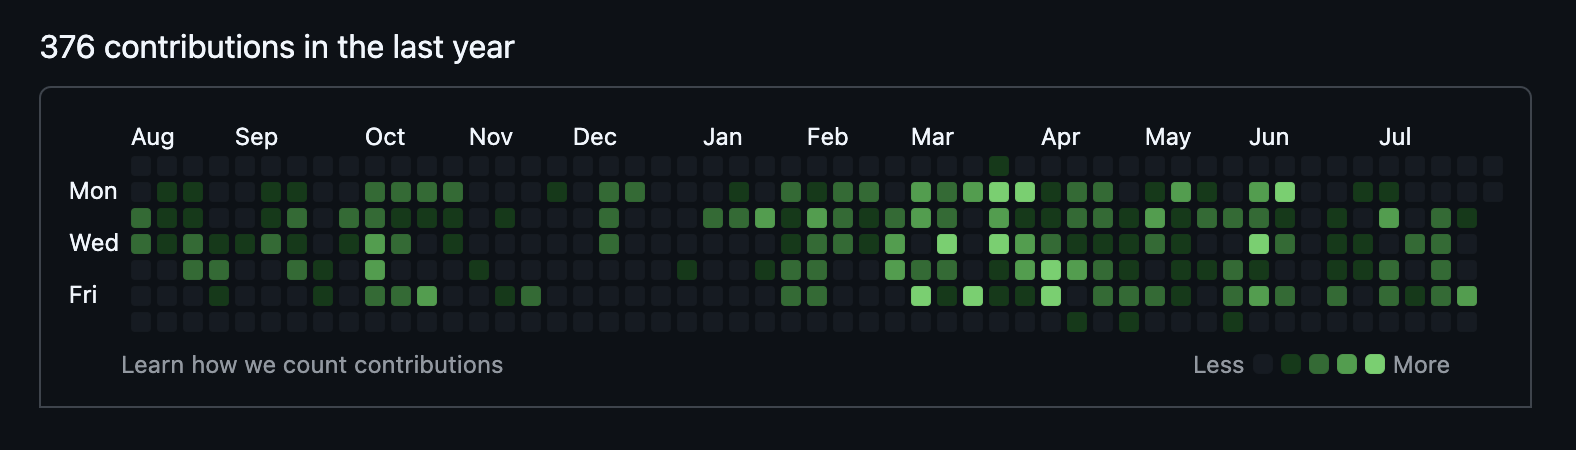 376 contributions in the last year
Aug Sep Oct Nov Dec Jan Feb Mar Apr May Jun Jul
Mon
Wed
Fri
Learn how we count contributions
Less More